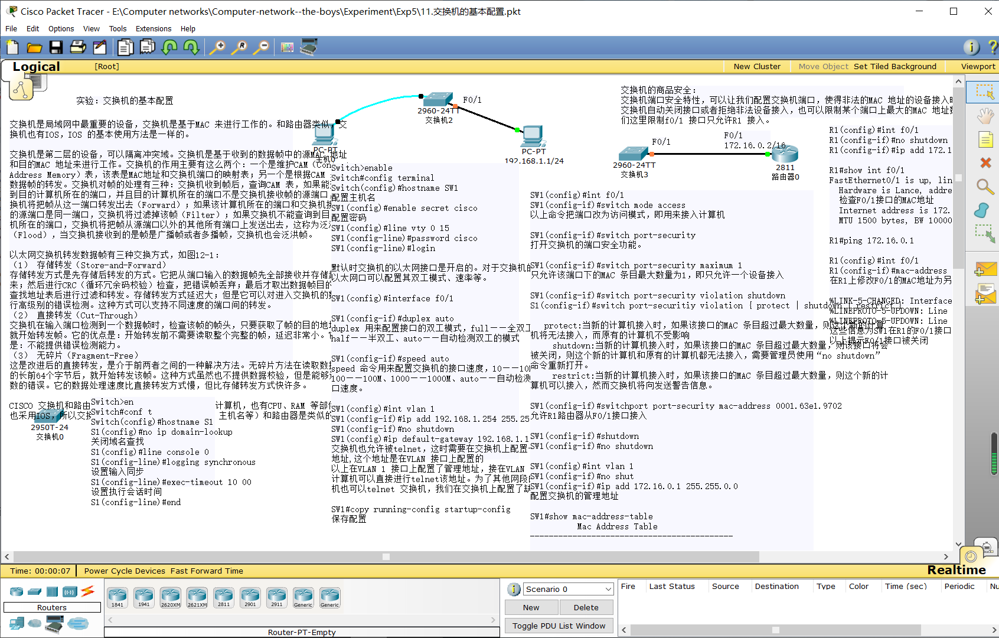 Cisco Packet Tracer - E:\Computer networks\Computer-network--the-boys\Experiment\Exp5\11.交换机的基本配置.pkt
File Edit Options View Tools Extensions Help
Logical [Root] New Cluster Move Object Set Tiled Background Viewport
实验: 交换机的基本配置
交换机是局域网中最重要的设备，交换机是基于MAC 来进行工作的。和路由器类似，交
换机也有IOS，IOS 的基本使用方法是一样的。
交换机是第二层的设备，可以隔离冲突域。交换机是基于收到的数据帧中的源MAC 地址
和目的MAC 地址来进行工作。交换机的作用主要有这么两个：一个是维护CAM（Con
Address Memory）表，该表是MAC地址和交换机端口的映射表；另一个是根据CAM
数据帧的转发。交换机对帧的处理有三种：交换机收到帧后，查询CAM 表，如果能
到目的计算机所在的端口，并且目的计算机所在的端口不是交换机接收帧的源端口，
换机将把帧从这一端口转发出去（Forward）；如果该计算机所在的端口和交换机接
的源端口是同一端口，交换机将过滤掉该帧（Filter）；如果交换机不能查询到目
机所在的端口，交换机将把帧从源端口以外的其他所有端口上发送出去，这称为泛
（Flood），当交换机接收到的是帧是广播帧或者多播帧，交换机也会泛洪帧。
以太网交换机转发数据帧有三种交换方式，如图12-1：
（1） 存储转发（Store-and-Forward）
存储转发方式是先存储后转发的方式。它把从端口输入的数据帧先全部接收并存储
来；然后进行CRC（循环冗余码校验）检查，把错误帧丢弃；最后才取出数据帧目的
查找地址表后进行过滤和转发。存储转发方式延迟大；但是它可以对进入交换机的
行高级别的错误检测。这种方式可以支持不同速度的端口间的转发。
（2） 直接转发（Cut-Through）
交换机在输入端口检测到一个数据帧时，检查该帧的帧头，只要获取了帧的目的地
就开始转发帧。它的优点是：开始转发前不需要读取整个完整的帧，延迟非常小。
是：不能提供错误检测能力。
（3） 无碎片（Fragment-Free）
这是改进后的直接转发，是介于前两者之间的一种解决方法。无碎片方法在读取数
的长前64个字节后，就开始转发该帧。这种方式虽然也不提供数据校验，但是能够
数的错误。它的数据处理速度比直接转发方式慢，但比存储转发方式快许多。
CISCO 交换机和路由 计算机，也有CPU、RAM 等部
也采用IOS，所以交换 主机名等）和路由器是类似的
2950T-24
交换机0
Switch>en
Switch#conf t
Switch(config)#hostname S1
S1(config)#no ip domain-lookup
关闭域名查找
S1(config)#line console 0
S1(config-line)#logging synchronous
设置输入同步
S1(config-line)#exec-timeout 10 00
设置执行会话时间
S1(config-line)#end
F0/1
2960-24TT
交换机2
PC-PT
主机0
PC-PT
192.168.1.1/24
Switch>enable
Switch#config terminal
Switch(config)#hostname SW1
配置主机名
SW1(config)#enable secret cisco
配置密码
SW1(config)#line vty 0 15
SW1(config-line)#password cisco
SW1(config-line)#login
默认时交换机的以太网接口是开启的。对于交换机的
以太网口可以配置其双工模式、速率等。
SW1(config)#interface f0/1
SW1(config-if)#duplex auto
duplex 用来配置接口的双工模式，full－－全双工
half－－半双工、auto－－自动检测双工的模式
SW1(config-if)#speed auto
speed 命令用来配置交换机的接口速度，10－－10
100－－100M、1000－－1000M、auto－－自动检测
口速度。
SW1(config)#int vlan 1
SW1(config-if)#ip add 192.168.1.254 255.25
SW1(config-if)#no shutdown
SW1(config)#ip default-gateway 192.168.1.1
交换机也允许被telnet，这时需要在交换机上配置
地址,这个地址是在VLAN 接口上配置的
以上在VLAN 1 接口上配置了管理地址，接在VLAN
计算机可以直接进行telnet该地址。为了其他网段
机也可以telnet 交换机，我们在交换机上配置了缺
SW1#copy running-config startup-config
保存配置
交换机的商品安全：
交换机端口安全特性，可以让我们配置交换机端口，使得非法的MAC 地址的设备接入时
交换机自动关闭接口或者拒绝非法设备接入，也可以限制某个端口上最大的MAC 地址数
们这里限制f0/1 接口只允许R1 接入。
F0/1
F0/1
172.16.0.2/16
2960-24TT
交换机3
2811
路由器0
SW1(config)#int f0/1
SW1(config-if)#switch mode access
以上命令把端口改为访问模式，即用来接入计算机
SW1(config-if)#switch port-security
打开交换机的端口安全功能。
SW1(config-if)#switch port-security maximum 1
只允许该端口下的MAC 条目最大数量为1，即只允许一个设备接入
SW1(config-if)#switch port-security violation shutdown
S1(config-if)#switch port-securitiy violation { protect | shutdown | restrict
protect:当新的计算机接入时，如果该接口的MAC 条目超过最大数量，则这个新的计算
机将无法接入，而原有的计算机不受影响
shutdown:当新的计算机接入时，如果该接口的MAC 条目超过最大数量，则该接口将会
被关闭，则这个新的计算机和原有的计算机都无法接入，需要管理员使用“no shutdown”
命令重新打开。
restrict:当新的计算机接入时，如果该接口的MAC 条目超过最大数量，则这个新的计
算机可以接入，然而交换机将向发送警告信息。
SW1(config-if)#switchport port-security mac-address 0001.63e1.9702
允许R1路由器从F0/1接口接入
SW1(config-if)#shutdown
SW1(config-if)#no shutdown
SW1(config)#int vlan 1
SW1(config-if)#no shut
SW1(config-if)#ip add 172.16.0.1 255.255.0.0
配置交换机的管理地址
SW1#show mac-address-table
Mac Address Table
-------------------------------------------
R1(config)#int f0/1
R1(config-if)#no shutdown
R1(config-if)#ip add 172.1
R1#show int f0/1
FastEthernet0/1 is up, lin
Hardware is Lance, addre
检查F0/1接口的MAC地址
Internet address is 172.
MTU 1500 bytes, BW 10000
R1#ping 172.16.0.1
R1(config)#int f0/1
R1(config-if)#mac-address
在R1上修改F0/1的MAC地址为另
%LINK-5-CHANGED: Interface
%LINEPROTO-5-UPDOWN: Line
%LINEPROTO-5-UPDOWN: Line
这些信息为SW1在R1的F0/1接口
以上提示F0/1接口被关闭
Time: 00:00:07 Power Cycle Devices Fast Forward Time Realtime
Routers
1841 1941 2620XM 2621XM 2811 2901 2911 Generic Generic
Router-PT-Empty
Scenario 0
New Delete
Toggle PDU List Window
Fire Last Status Source Destination Type Color Time (sec) Periodic Nu